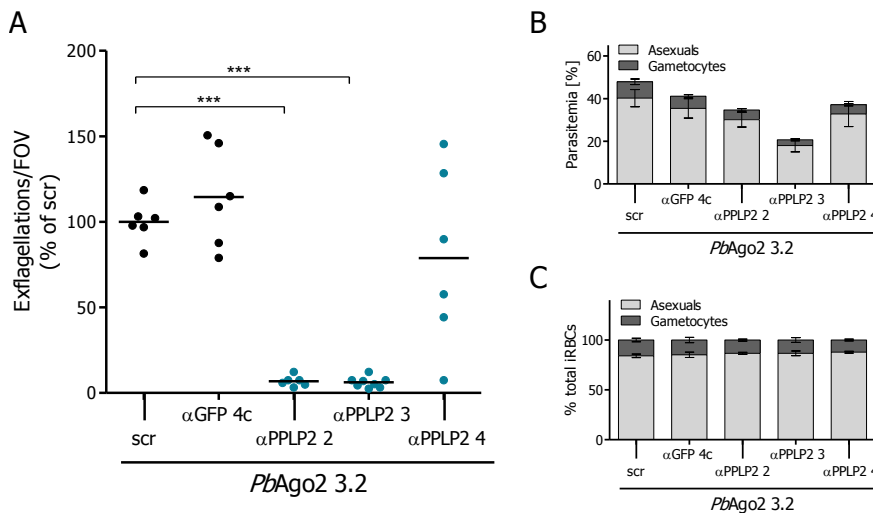 A
200
150
100
50
0
Exflagellations/FOV
(% of scr)
***
***
scr
αGFP 4c
αPPLP2 2
αPPLP2 3
αPPLP2 4
PbAgo2 3.2
B
Asexuals
Gametocytes
60
40
20
0
Parasitemia [%]
scr
αGFP 4c
αPPLP2 2
αPPLP2 3
αPPLP2 4
PbAgo2 3.2
C
Asexuals
Gametocytes
100
50
0
% total iRBCs
scr
αGFP 4c
αPPLP2 2
αPPLP2 3
αPPLP2 4
PbAgo2 3.2